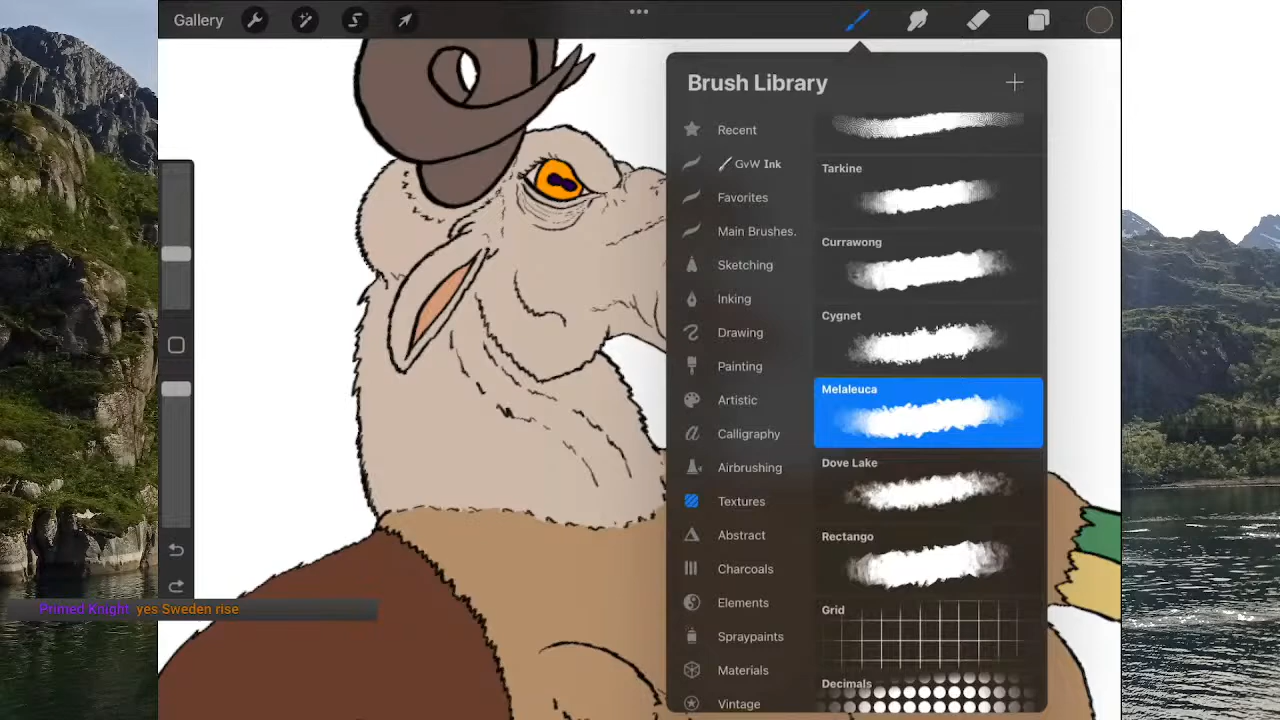 Gallery
Brush Library
Recent
GvW Ink
Favorites
Main Brushes.
Sketching
Inking
Drawing
Painting
Artistic
Calligraphy
Airbrushing
Textures
Abstract
Charcoals
Elements
Spraypaints
Materials
Vintage
Tarkine
Currawong
Cygnet
Melaleuca
Dove Lake
Rectango
Grid
Decimals
Primed Knight yes Sweden rise